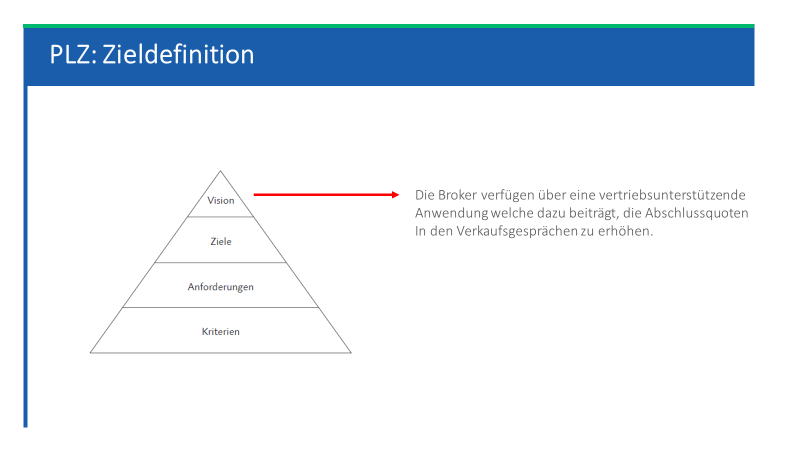 PLZ: Zieldefinition
Vision
Ziele
Anforderungen
Kriterien
Die Broker verfügen über eine vertriebsunterstützende
Anwendung welche dazu beiträgt, die Abschlussquoten
In den Verkaufsgesprächen zu erhöhen.